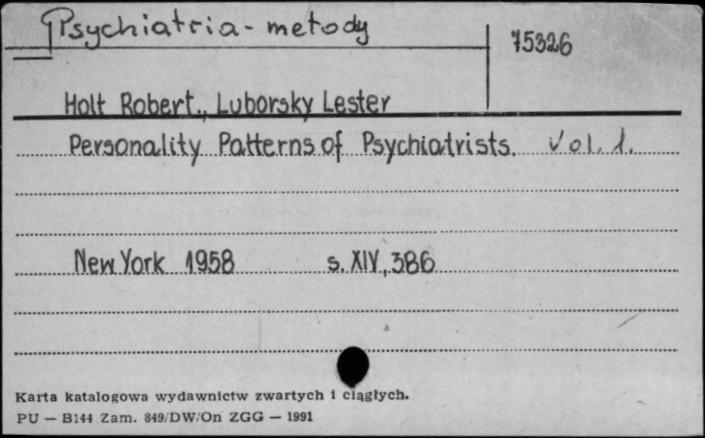 Psychiatria - metody
75326
Holt Robert., Luborsky Lester
Personality Patterns of Psychiatrists. Vol. 1.
New York 1958 s. XIV, 386
Karta katalogowa wydawnictw zwartych i ciągłych.
PU — B144 Zam. 849/DW/On ZGG — 1991